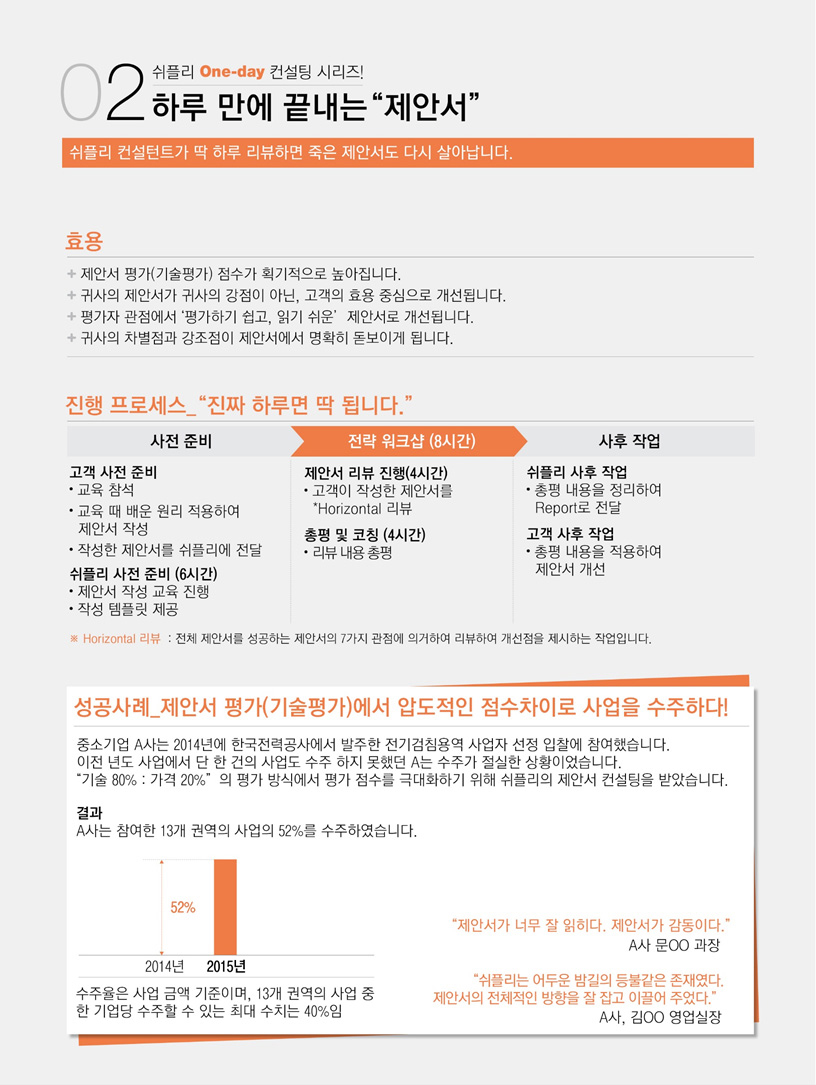 02
쉬플리 One-day 컨설팅 시리즈!
하루 만에 끝내는 “제안서”
쉬플리 컨설턴트가 딱 하루 리뷰하면 죽은 제안서도 다시 살아납니다.
효용
+ 제안서 평가(기술평가) 점수가 획기적으로 높아집니다.
+ 귀사의 제안서가 귀사의 강점이 아닌, 고객의 효용 중심으로 개선됩니다.
+ 평가자 관점에서 ‘평가하기 쉽고, 읽기 쉬운’ 제안서로 개선됩니다.
+ 귀사의 차별점과 강조점이 제안서에서 명확히 돋보이게 됩니다.
진행 프로세스_“진짜 하루면 딱 됩니다.”
사전 준비
고객 사전 준비
• 교육 참석
• 교육 때 배운 원리 적용하여
제안서 작성
• 작성한 제안서를 쉬플리에 전달
쉬플리 사전 준비 (6시간)
• 제안서 작성 교육 진행
• 작성 템플릿 제공
전략 워크샵 (8시간)
제안서 리뷰 진행(4시간)
• 고객이 작성한 제안서를
*Horizontal 리뷰
총평 및 코칭 (4시간)
• 리뷰 내용 총평
사후 작업
쉬플리 사후 작업
• 총평 내용을 정리하여
Report로 전달
고객 사후 작업
• 총평 내용을 적용하여
제안서 개선
※ Horizontal 리뷰 : 전체 제안서를 성공하는 제안서의 7가지 관점에 의거하여 리뷰하여 개선점을 제시하는 작업입니다.
성공사례_제안서 평가(기술평가)에서 압도적인 점수차이로 사업을 수주하다!
중소기업 A사는 2014년에 한국전력공사에서 발주한 전기검침용역 사업자 선정 입찰에 참여했습니다.
이전 년도 사업에서 단 한 건의 사업도 수주 하지 못했던 A는 수주가 절실한 상황이었습니다.
“기술 80% : 가격 20%” 의 평가 방식에서 평가 점수를 극대화하기 위해 쉬플리의 제안서 컨설팅을 받았습니다.
결과
A사는 참여한 13개 권역의 사업의 52%를 수주하였습니다.
52%
2014년 2015년
수주율은 사업 금액 기준이며, 13개 권역의 사업 중
한 기업당 수주할 수 있는 최대 수치는 40%임
“제안서가 너무 잘 읽히다. 제안서가 감동이다.”
A사 문OO 과장
“쉬플리는 어두운 밤길의 등불같은 존재였다.
제안서의 전체적인 방향을 잘 잡고 이끌어 주었다.”
A사, 김OO 영업실장